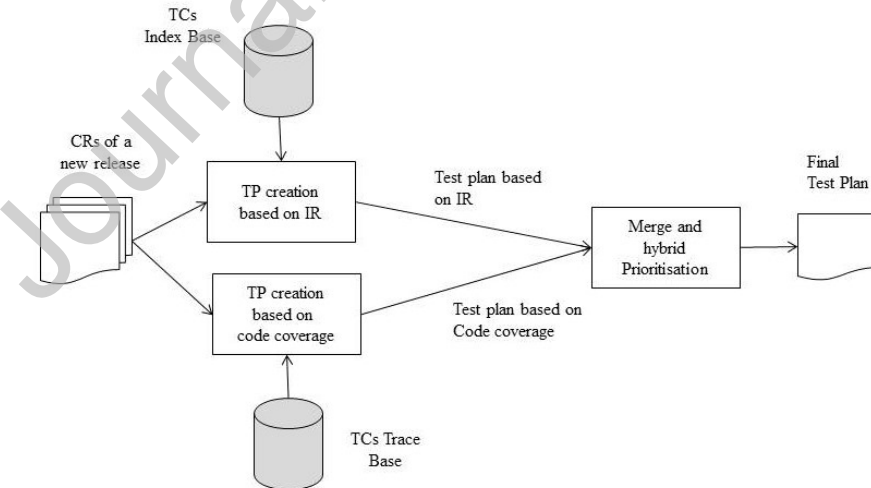 TCs
Index Base
Journa
CRs of a
new release
TP creation
based on IR
Test plan based
on IR
Final
Test Plan
Merge and
hybrid
Prioritisation
TP creation
based on
code coverage
Test plan based on
Code coverage
TCs Trace
Base